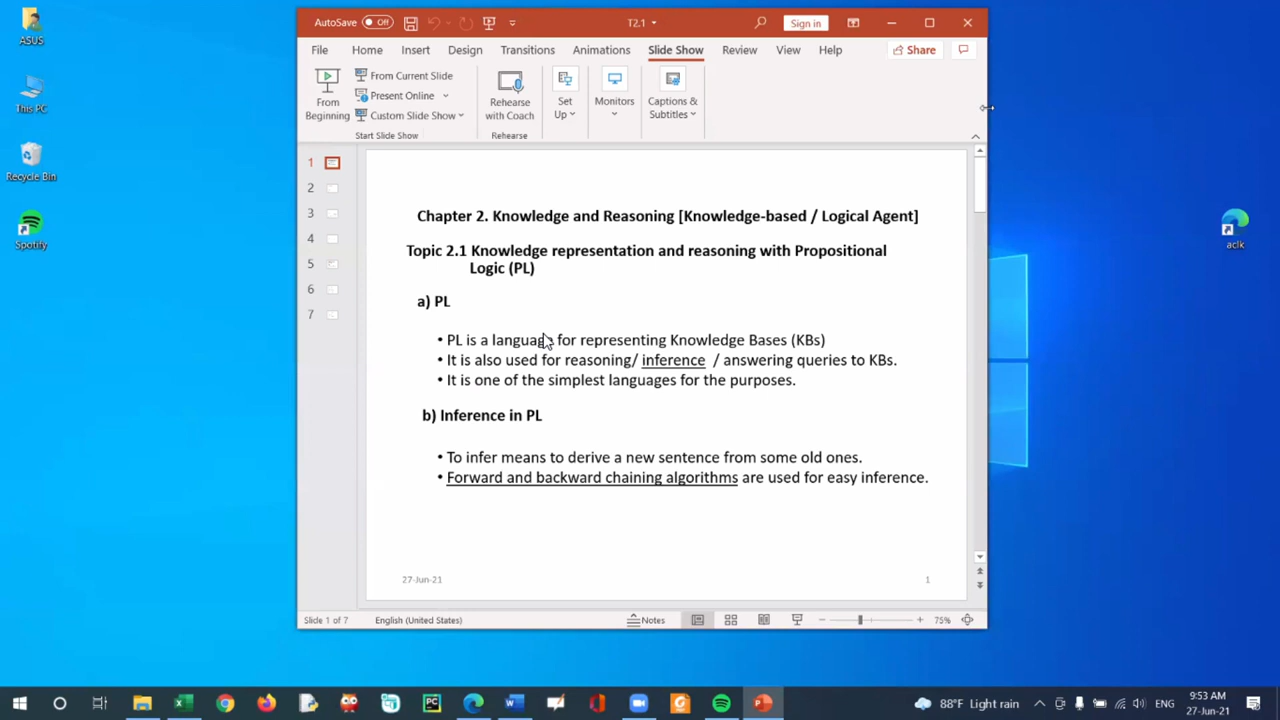 ASUS
This PC
Recycle Bin
Spotify
aclk
AutoSave Off T2.1 Sign in
File Home Insert Design Transitions Animations Slide Show Review View Help Share
From Beginning
From Current Slide
Present Online
Custom Slide Show
Start Slide Show
Rehearse with Coach
Rehearse
Set Up
Monitors
Captions & Subtitles
1
2
3
4
5
6
7
Chapter 2. Knowledge and Reasoning [Knowledge-based / Logical Agent]
Topic 2.1 Knowledge representation and reasoning with Propositional
Logic (PL)
a) PL
• PL is a language for representing Knowledge Bases (KBs)
• It is also used for reasoning/ inference / answering queries to KBs.
• It is one of the simplest languages for the purposes.
b) Inference in PL
• To infer means to derive a new sentence from some old ones.
• Forward and backward chaining algorithms are used for easy inference.
27-Jun-21 1
Slide 1 of 7 English (United States) Notes 75%
88°F Light rain ENG 9:53 AM
27-Jun-21